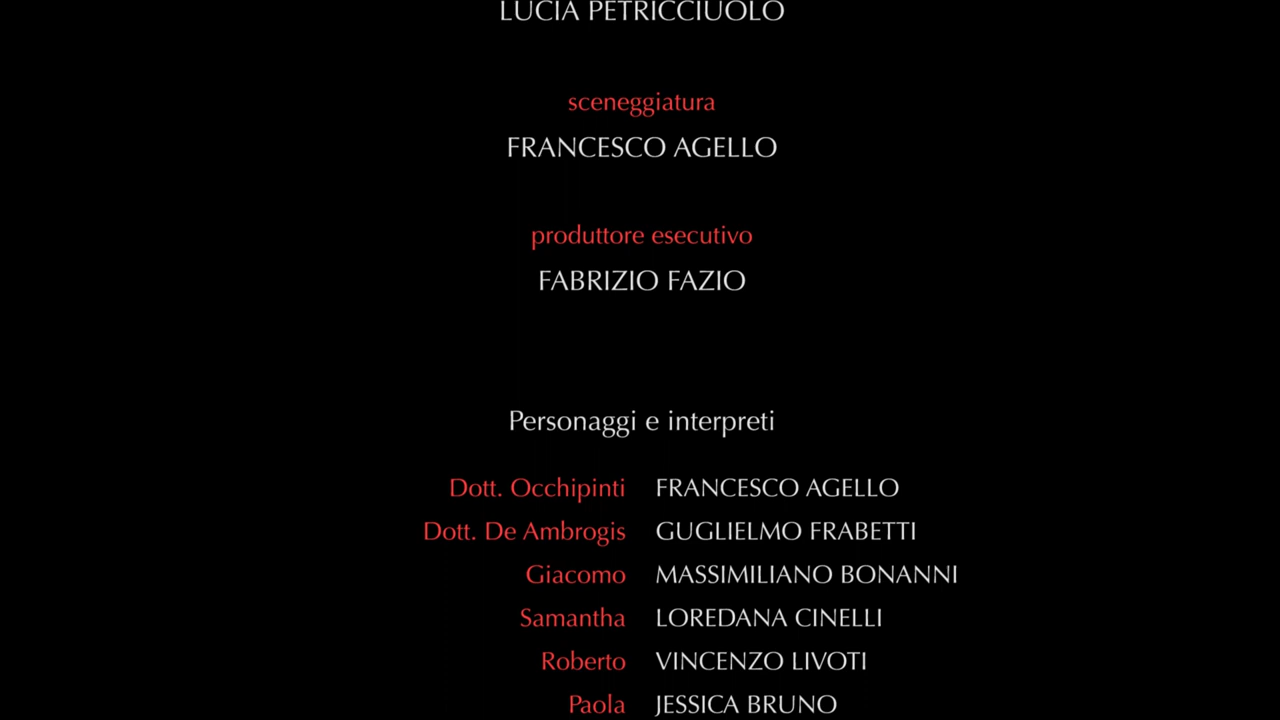 LUCIA PETRICCIUOLO
sceneggiatura
FRANCESCO AGELLO
produttore esecutivo
FABRIZIO FAZIO
Personaggi e interpreti
Dott. Occhipinti FRANCESCO AGELLO
Dott. De Ambrogis GUGLIELMO FRABETTI
Giacomo MASSIMILIANO BONANNI
Samantha LOREDANA CINELLI
Roberto VINCENZO LIVOTI
Paola JESSICA BRUNO